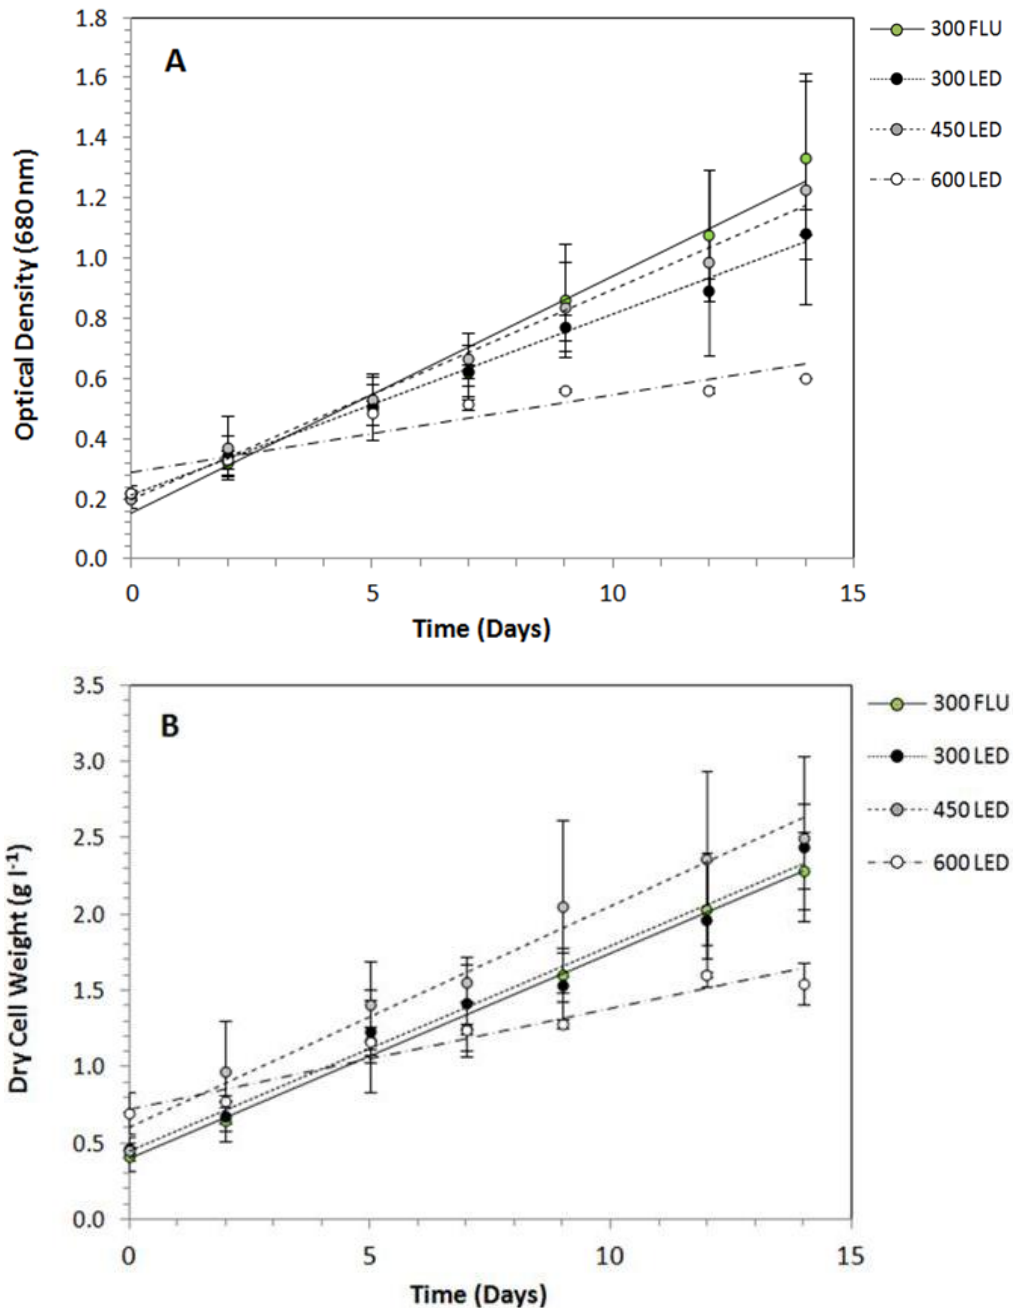 A
1.8
1.6
1.4
1.2
1.0
0.8
0.6
0.4
0.2
0.0
Optical Density (680 nm)
0 5 10 15
Time (Days)
300 FLU
300 LED
450 LED
600 LED
B
3.5
3.0
2.5
2.0
1.5
1.0
0.5
0.0
Dry Cell Weight (g l⁻¹)
0 5 10 15
Time (Days)
300 FLU
300 LED
450 LED
600 LED